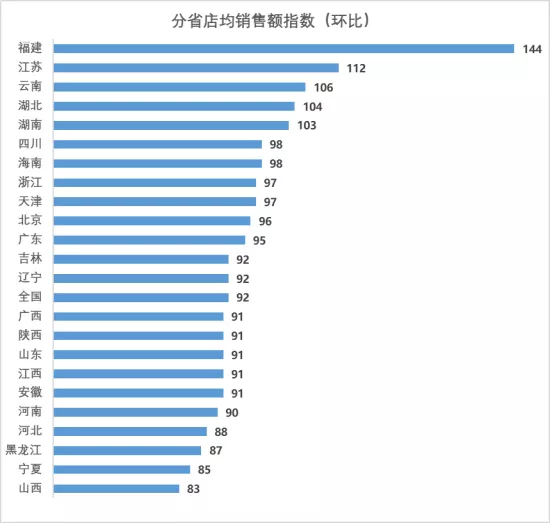 分省店均销售额指数（环比）
福建 144
江苏 112
云南 106
湖北 104
湖南 103
四川 98
海南 98
浙江 97
天津 97
北京 96
广东 95
吉林 92
辽宁 92
全国 92
广西 91
陕西 91
山东 91
江西 91
安徽 91
河南 90
河北 88
黑龙江 87
宁夏 85
山西 83